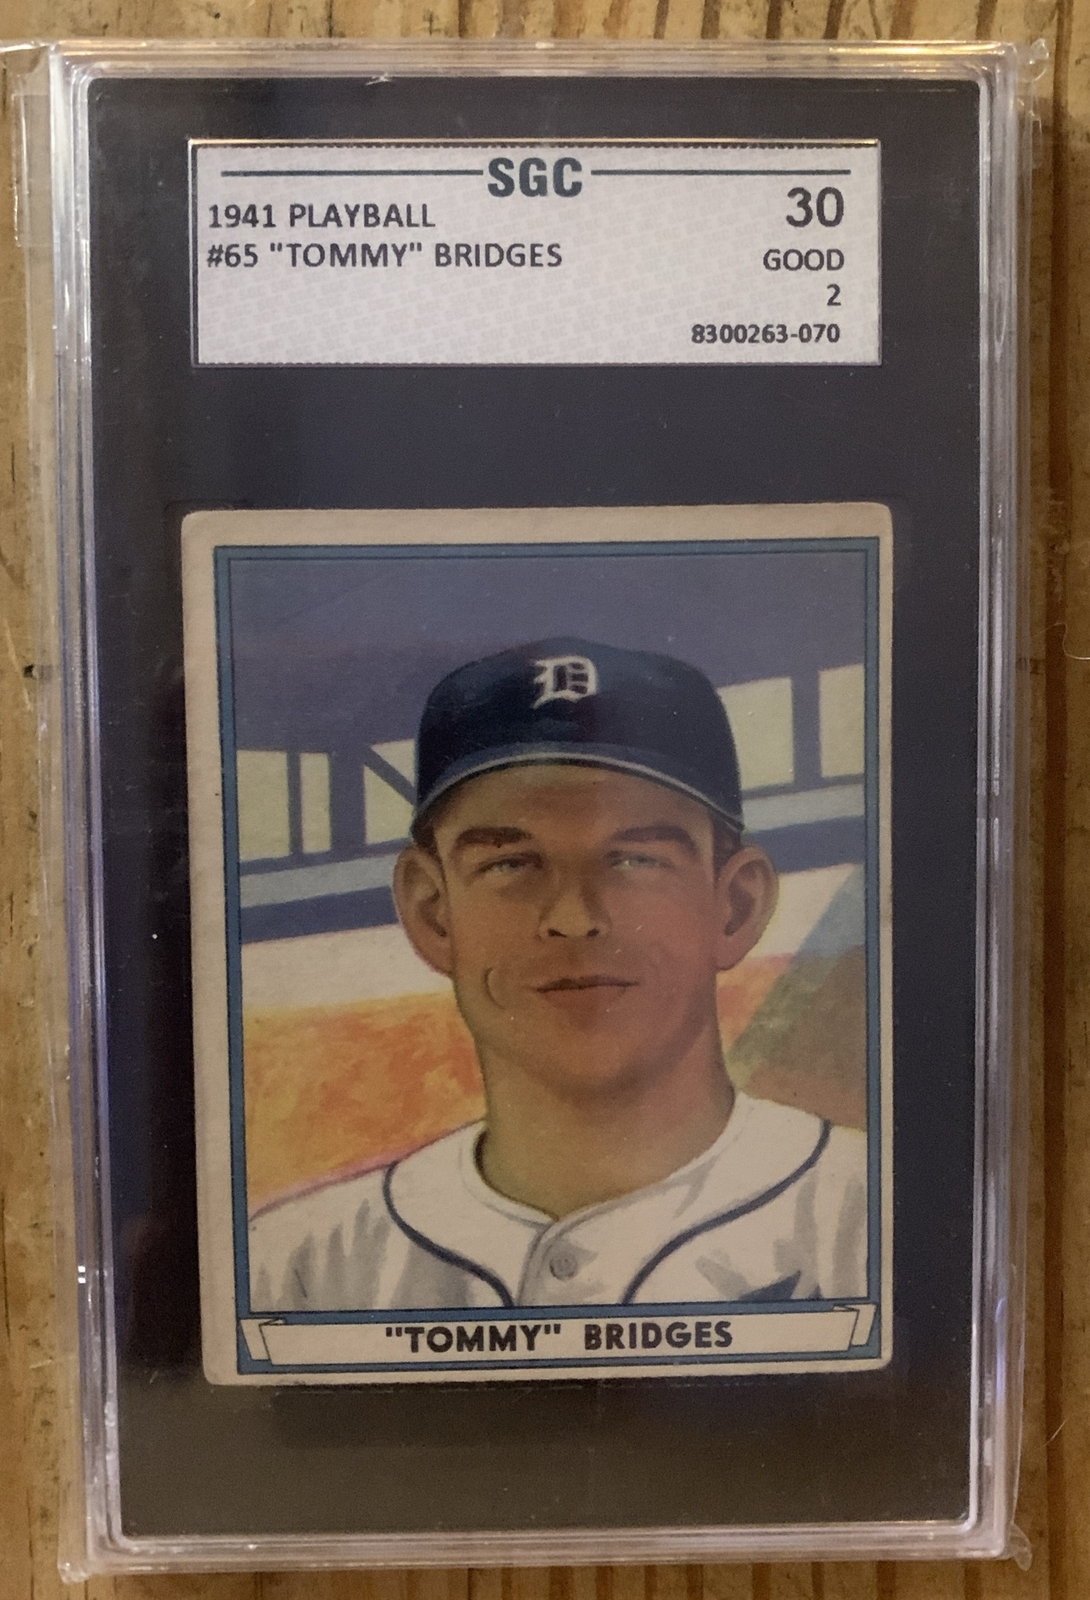 SGC
1941 PLAYBALL 30
#65 "TOMMY" BRIDGES GOOD
2
8300263-070
D
"TOMMY" BRIDGES